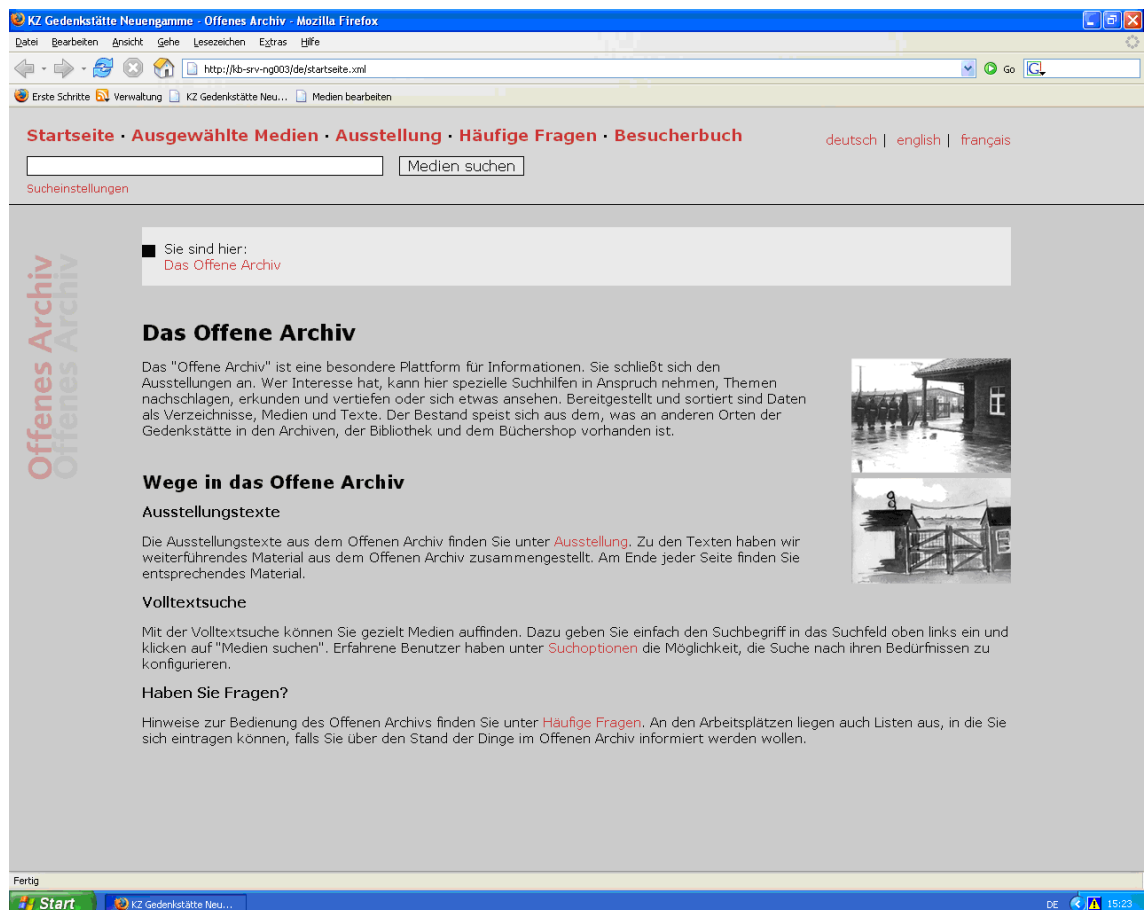 KZ Gedenkstätte Neuengamme - Offenes Archiv - Mozilla Firefox
Datei Bearbeiten Ansicht Gehe Lesezeichen Extras Hilfe
http://kb-srv-ng003/de/startseite.xml
Go
G
Erste Schritte Verwaltung KZ Gedenkstätte Neu... Medien bearbeiten
Startseite · Ausgewählte Medien · Ausstellung · Häufige Fragen · Besucherbuch
deutsch | english | français
Medien suchen
Sucheinstellungen
Offenes Archiv
Offenes Archiv
Sie sind hier:
Das Offene Archiv
Das Offene Archiv
Das "Offene Archiv" ist eine besondere Plattform für Informationen. Sie schließt sich den
Ausstellungen an. Wer Interesse hat, kann hier spezielle Suchhilfen in Anspruch nehmen, Themen
nachschlagen, erkunden und vertiefen oder sich etwas ansehen. Bereitgestellt und sortiert sind Daten
als Verzeichnisse, Medien und Texte. Der Bestand speist sich aus dem, was an anderen Orten der
Gedenkstätte in den Archiven, der Bibliothek und dem Büchershop vorhanden ist.
Wege in das Offene Archiv
Ausstellungstexte
Die Ausstellungstexte aus dem Offenen Archiv finden Sie unter Ausstellung. Zu den Texten haben wir
weiterführendes Material aus dem Offenen Archiv zusammengestellt. Am Ende jeder Seite finden Sie
entsprechendes Material.
Volltextsuche
Mit der Volltextsuche können Sie gezielt Medien auffinden. Dazu geben Sie einfach den Suchbegriff in das Suchfeld oben links ein und
klicken auf "Medien suchen". Erfahrene Benutzer haben unter Suchoptionen die Möglichkeit, die Suche nach ihren Bedürfnissen zu
konfigurieren.
Haben Sie Fragen?
Hinweise zur Bedienung des Offenen Archivs finden Sie unter Häufige Fragen. An den Arbeitsplätzen liegen auch Listen aus, in die Sie
sich eintragen können, falls Sie über den Stand der Dinge im Offenen Archiv informiert werden wollen.
Fertig
Start KZ Gedenkstätte Neu... DE 15:23